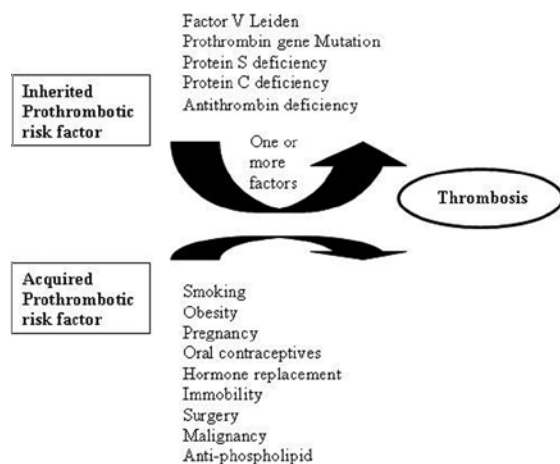 Factor V Leiden
Prothrombin gene Mutation
Protein S deficiency
Protein C deficiency
Antithrombin deficiency
Inherited
Prothrombotic
risk factor
One or
more
factors
Thrombosis
Acquired
Prothrombotic
risk factor
Smoking
Obesity
Pregnancy
Oral contraceptives
Hormone replacement
Immobility
Surgery
Malignancy
Anti-phospholipid